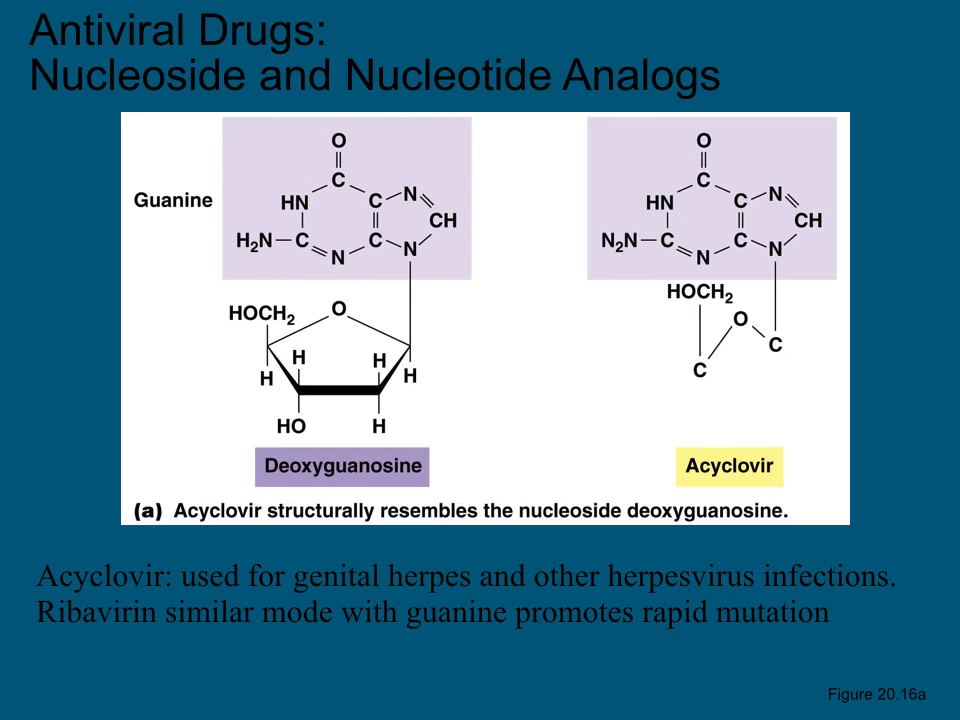 Antiviral Drugs:
Nucleoside and Nucleotide Analogs
Guanine
O
C
HN
C
N
CH
H₂N
C
N
C
N
HOCH₂
O
H
H
H
H
HO
H
Deoxyguanosine
O
C
HN
C
N
CH
N₂N
C
N
C
N
HOCH₂
O
C
C
Acyclovir
(a) Acyclovir structurally resembles the nucleoside deoxyguanosine.
Acyclovir: used for genital herpes and other herpesvirus infections.
Ribavirin similar mode with guanine promotes rapid mutation
Figure 20.16a